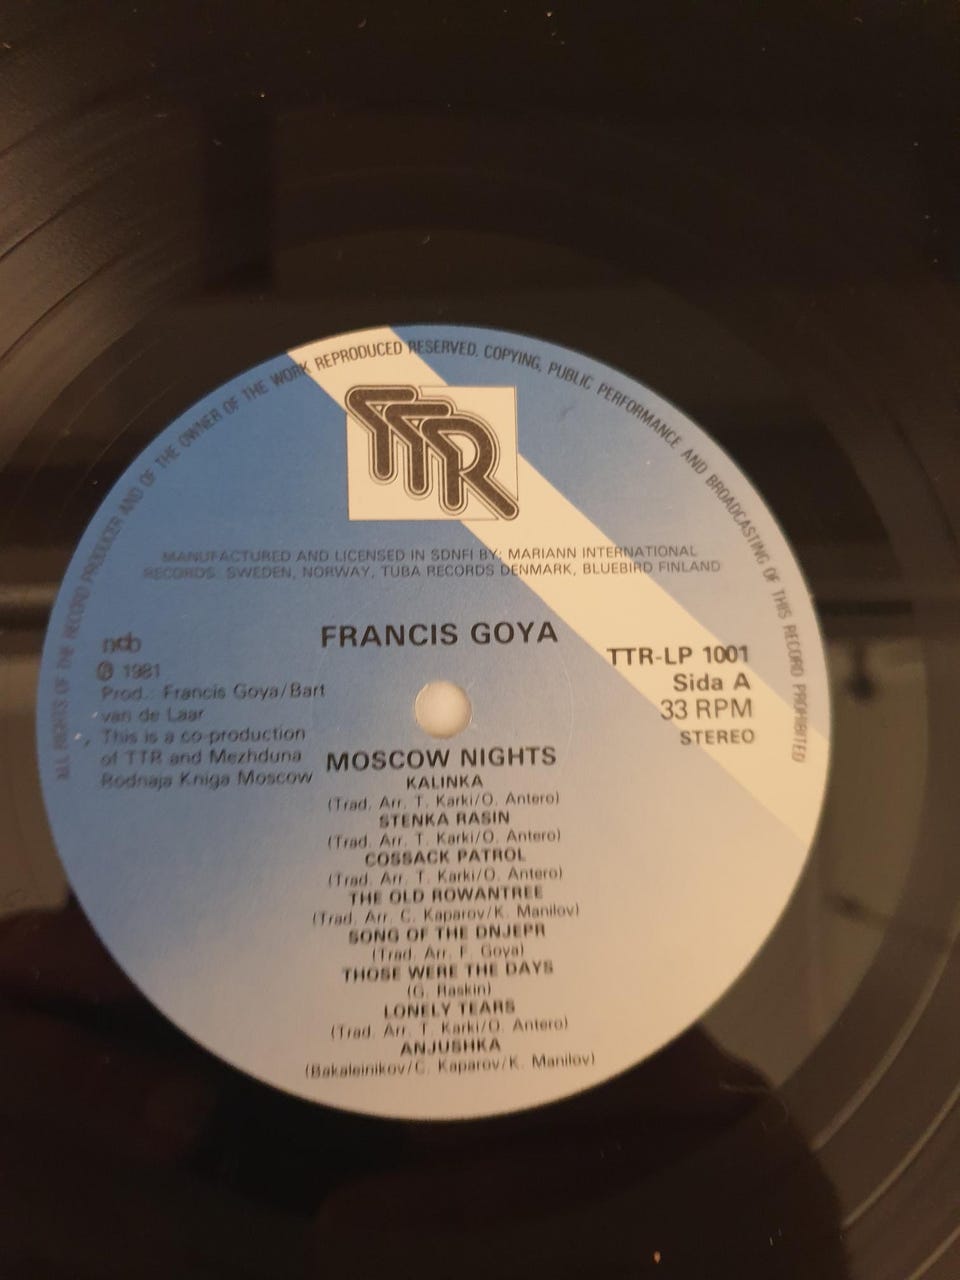 ALL RIGHTS OF THE RECORD PRODUCER AND OF THE OWNER OF THE WORK REPRODUCED RESERVED. COPYING, PUBLIC PERFORMANCE AND BROADCASTING OF THIS RECORD PROHIBITED
TTR
MANUFACTURED AND LICENSED IN SDNFI BY: MARIANN INTERNATIONAL
RECORDS: SWEDEN, NORWAY, TUBA RECORDS DENMARK, BLUEBIRD FINLAND
FRANCIS GOYA
ncb
℗ 1981
Prod.: Francis Goya/Bart
van de Laar
This is a co-production
of TTR and Mezhduna
Rodnaja Kniga Moscow
TTR-LP 1001
Sida A
33 RPM
STEREO
MOSCOW NIGHTS
KALINKA
(Trad. Arr. T. Karki/O. Antero)
STENKA RASIN
(Trad. Arr. T. Karki/O. Antero)
COSSACK PATROL
(Trad. Arr. T. Karki/O. Antero)
THE OLD ROWANTREE
(Trad. Arr. C. Kaparov/K. Manilov)
SONG OF THE DNJEPR
(Trad. Arr. F. Goya)
THOSE WERE THE DAYS
(G. Raskin)
LONELY TEARS
(Trad. Arr. T. Karki/O. Antero)
ANJUSHKA
(Bakaleinikov/C. Kaparov/K. Manilov)